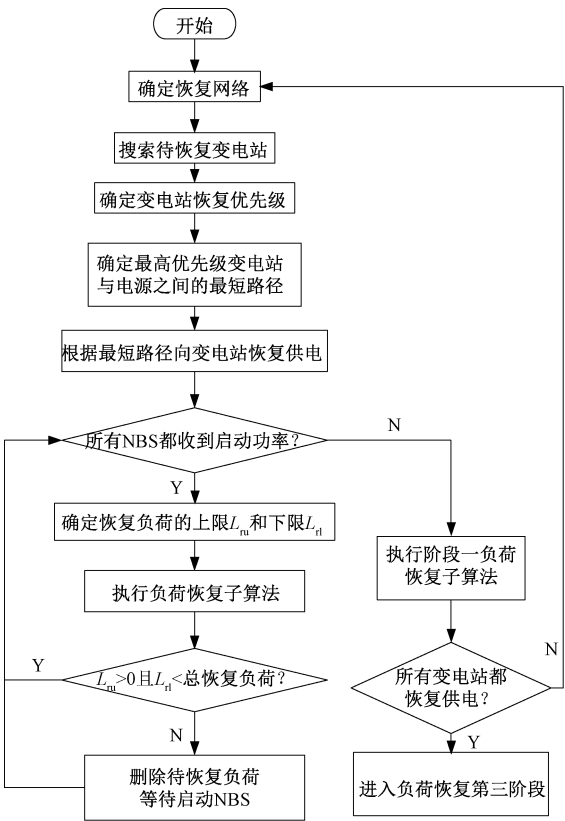 开始
确定恢复网络
搜索待恢复变电站
确定变电站恢复优先级
确定最高优先级变电站
与电源之间的最短路径
根据最短路径向变电站恢复供电
所有NBS都收到启动功率?
N
Y
确定恢复负荷的上限Lru和下限Lrl
执行阶段一负荷
恢复子算法
执行负荷恢复子算法
Y
Lru>0且Lrl<总恢复负荷?
所有变电站都
恢复供电?
N
N
Y
删除待恢复负荷
等待启动NBS
进入负荷恢复第三阶段